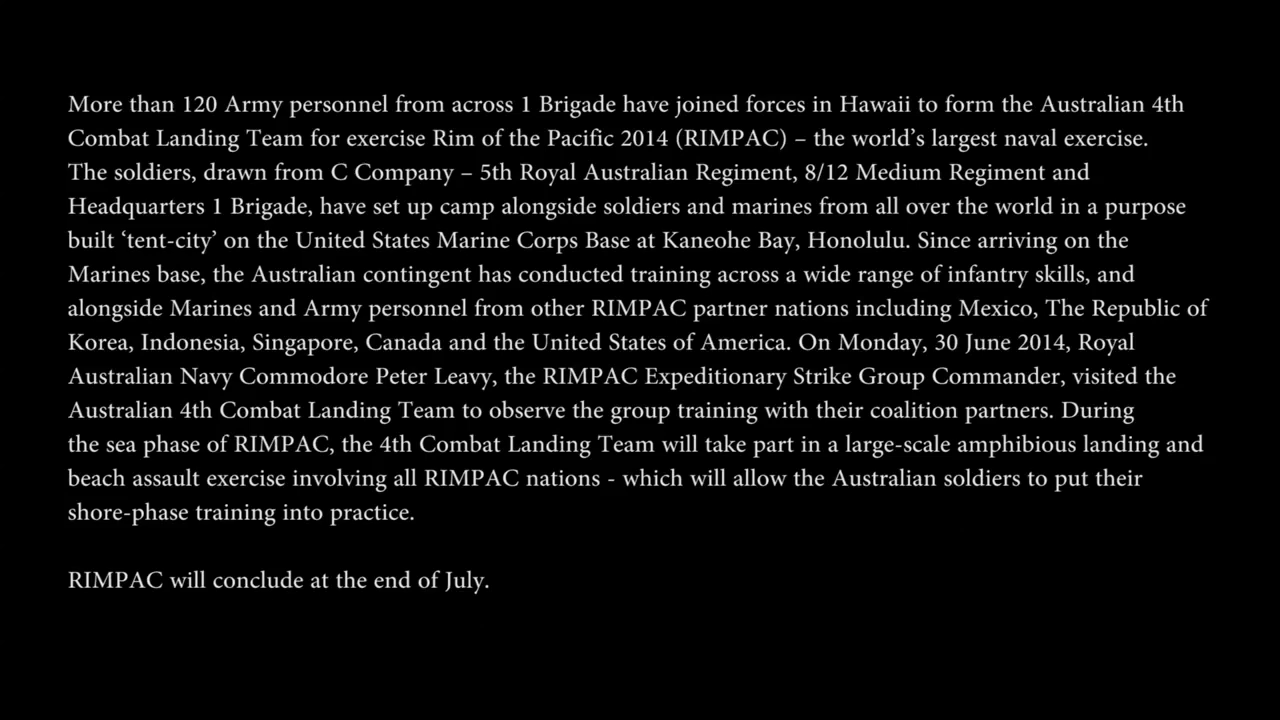 More than 120 Army personnel from across 1 Brigade have joined forces in Hawaii to form the Australian 4th
Combat Landing Team for exercise Rim of the Pacific 2014 (RIMPAC) – the world’s largest naval exercise.
The soldiers, drawn from C Company – 5th Royal Australian Regiment, 8/12 Medium Regiment and
Headquarters 1 Brigade, have set up camp alongside soldiers and marines from all over the world in a purpose
built ‘tent-city’ on the United States Marine Corps Base at Kaneohe Bay, Honolulu. Since arriving on the
Marines base, the Australian contingent has conducted training across a wide range of infantry skills, and
alongside Marines and Army personnel from other RIMPAC partner nations including Mexico, The Republic of
Korea, Indonesia, Singapore, Canada and the United States of America. On Monday, 30 June 2014, Royal
Australian Navy Commodore Peter Leavy, the RIMPAC Expeditionary Strike Group Commander, visited the
Australian 4th Combat Landing Team to observe the group training with their coalition partners. During
the sea phase of RIMPAC, the 4th Combat Landing Team will take part in a large-scale amphibious landing and
beach assault exercise involving all RIMPAC nations - which will allow the Australian soldiers to put their
shore-phase training into practice.
RIMPAC will conclude at the end of July.